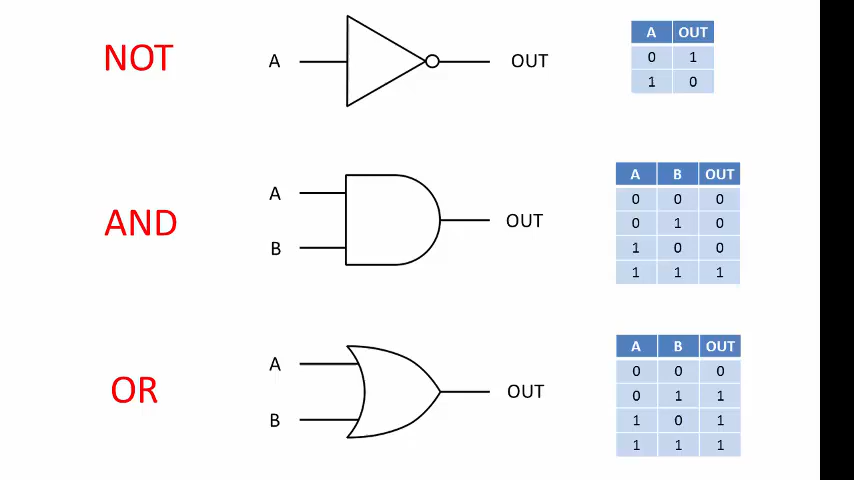 NOT
A
OUT
A OUT
0 1
1 0
AND
A
B
OUT
A B OUT
0 0 0
0 1 0
1 0 0
1 1 1
OR
A
B
OUT
A B OUT
0 0 0
0 1 1
1 0 1
1 1 1